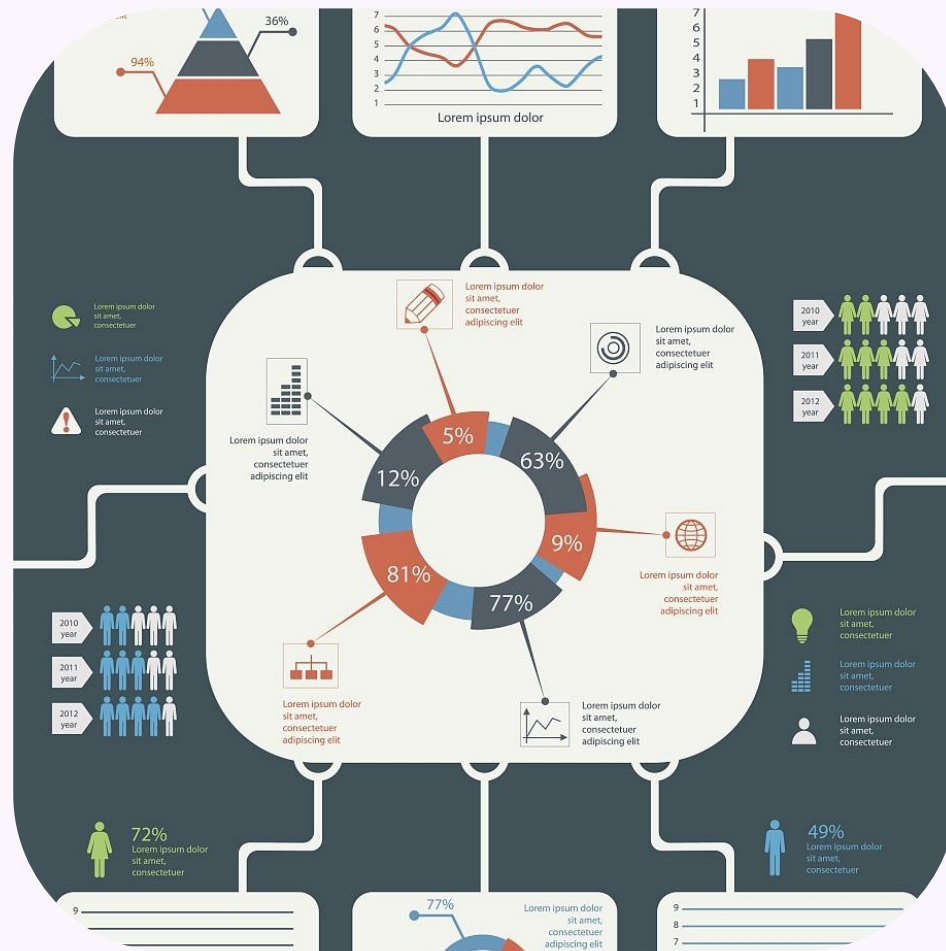 36%
94%
7
6
5
4
3
2
1
Lorem ipsum dolor
7
6
5
4
3
2
1
Lorem ipsum dolor
sit amet,
consectetuer
Lorem ipsum dolor
sit amet,
consectetuer
Lorem ipsum dolor
sit amet,
consectetuer
Lorem ipsum dolor
sit amet,
consectetuer
adipiscing elit
Lorem ipsum dolor
sit amet,
consectetuer
adipiscing elit
Lorem ipsum dolor
sit amet,
consectetuer
adipiscing elit
5%
63%
12%
9%
81%
77%
Lorem ipsum dolor
sit amet,
consectetuer
adipiscing elit
Lorem ipsum dolor
sit amet,
consectetuer
adipiscing elit
Lorem ipsum dolor
sit amet,
consectetuer
adipiscing elit
2010
year
2011
year
2012
year
2010
year
2011
year
2012
year
Lorem ipsum dolor
sit amet,
consectetuer
Lorem ipsum dolor
sit amet,
consectetuer
Lorem ipsum dolor
sit amet,
consectetuer
72%
Lorem ipsum dolor
sit amet,
consectetuer
49%
Lorem ipsum dolor
sit amet,
consectetuer
9
77%
Lorem ipsum dolor
sit amet,
consectetuer
adipiscing elit
9
8
7